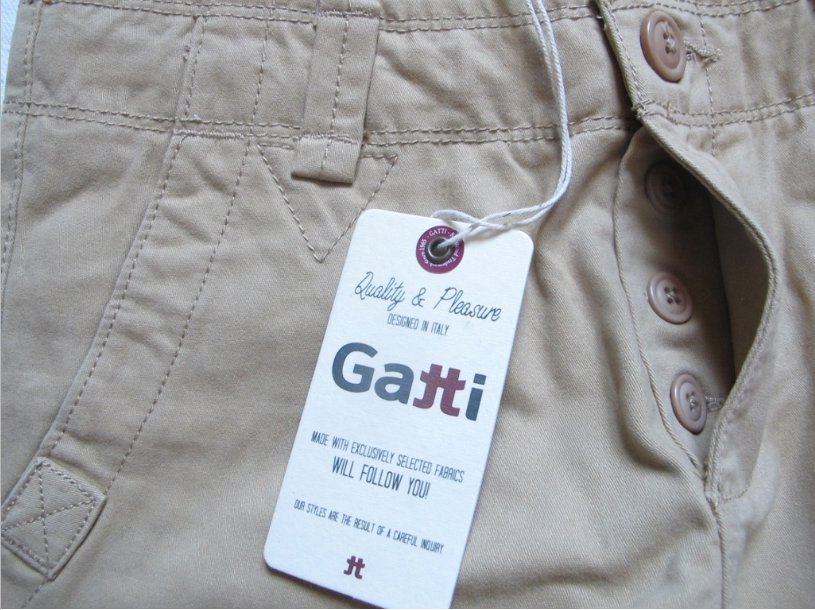 GATTI
Quality & Pleasure
DESIGNED IN ITALY
Gatti
MADE WITH EXCLUSIVELY SELECTED FABRICS
WILL FOLLOW YOU!
OUR STYLES ARE THE RESULT OF A CAREFUL INQUIRY